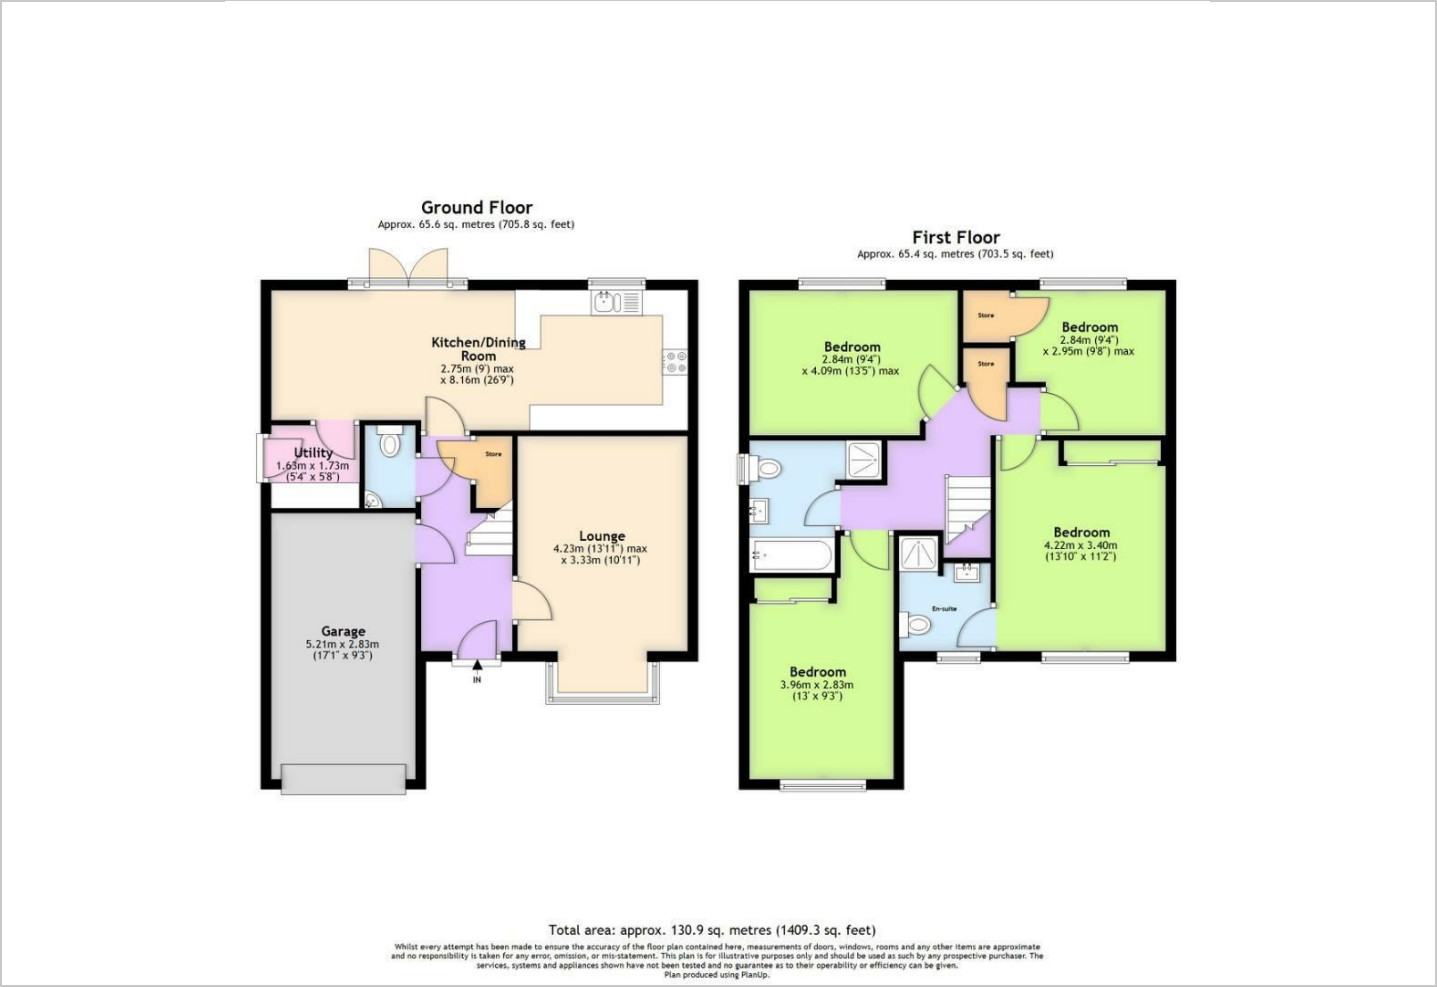 Ground Floor
Approx. 65.6 sq. metres (705.8 sq. feet)
Kitchen/Dining
Room
2.75m (9') max
x 8.16m (26'9")
Utility
1.63m x 1.73m
(5'4" x 5'8")
Store
Lounge
4.23m (13'11") max
x 3.33m (10'11")
Garage
5.21m x 2.83m
(17'1" x 9'3")
IN
First Floor
Approx. 65.4 sq. metres (703.5 sq. feet)
Bedroom
2.84m (9'4")
x 4.09m (13'5") max
Store
Bedroom
2.84m (9'4")
x 2.95m (9'8") max
Store
Bedroom
4.22m x 3.40m
(13'10" x 11'2")
En-suite
Bedroom
3.96m x 2.83m
(13' x 9'3")
Total area: approx. 130.9 sq. metres (1409.3 sq. feet)
Whilst every attempt has been made to ensure the accuracy of the floor plan contained here, measurements of doors, windows, rooms and any other items are approximate
and no responsibility is taken for any error, omission, or mis-statement. This plan is for illustrative purposes only and should be used as such by any prospective purchaser. The
services, systems and appliances shown have not been tested and no guarantee as to their operability or efficiency can be given.
Plan produced using PlanUp.